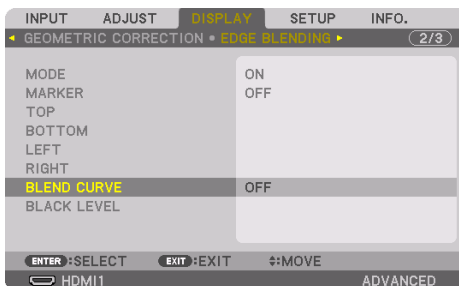 INPUT ADJUST DISPLAY SETUP INFO.
GEOMETRIC CORRECTION • EDGE BLENDING 2/3
MODE ON
MARKER OFF
TOP
BOTTOM
LEFT
RIGHT
BLEND CURVE OFF
BLACK LEVEL
ENTER :SELECT EXIT :EXIT :MOVE
HDMI1 ADVANCED